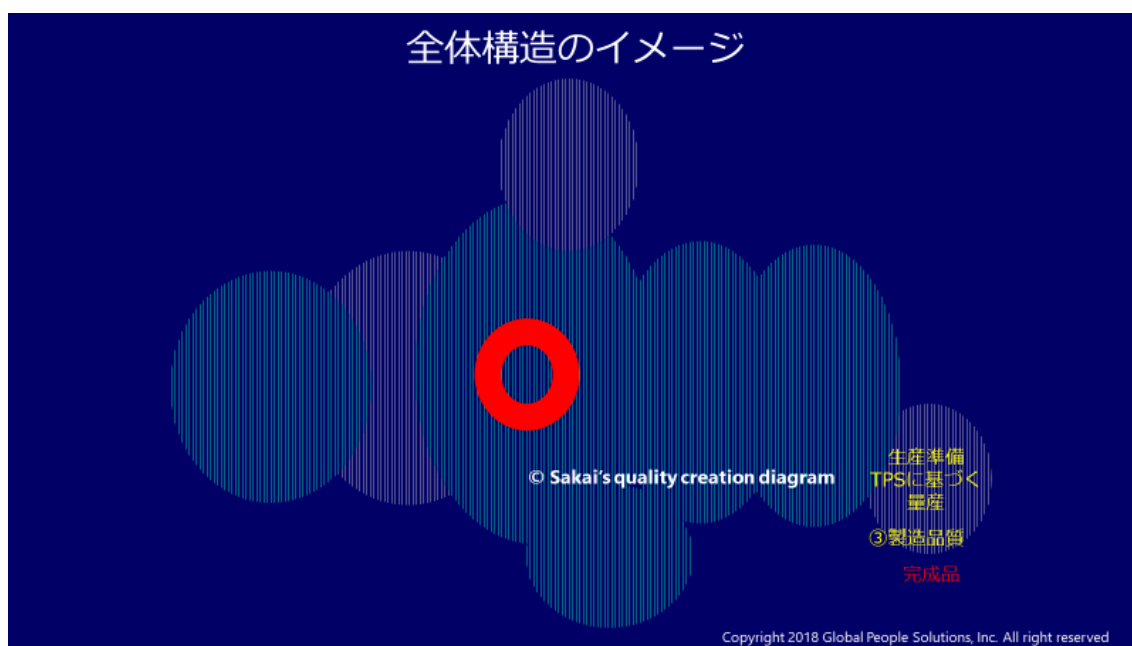 全体構造のイメージ
© Sakai's quality creation diagram
生産準備
TPSに基づく
量産
③製造品質
完成品
Copyright 2018 Global People Solutions, Inc. All right reserved